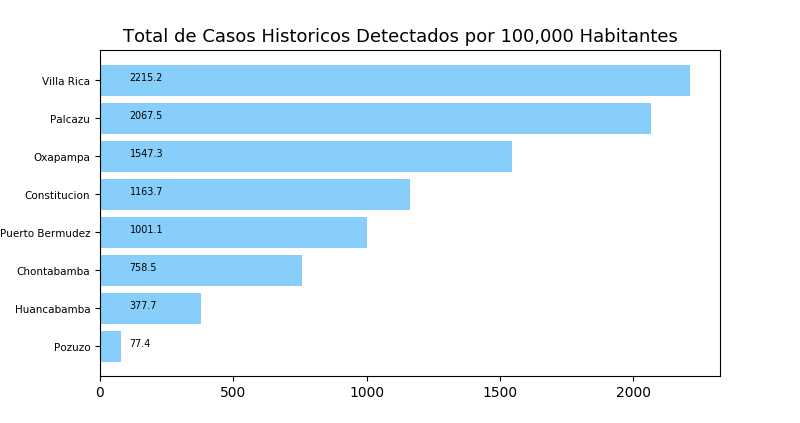 Total de Casos Historicos Detectados por 100,000 Habitantes
Villa Rica 2215.2
Palcazu 2067.5
Oxapampa 1547.3
Constitucion 1163.7
Puerto Bermudez 1001.1
Chontabamba 758.5
Huancabamba 377.7
Pozuzo 77.4
0 500 1000 1500 2000